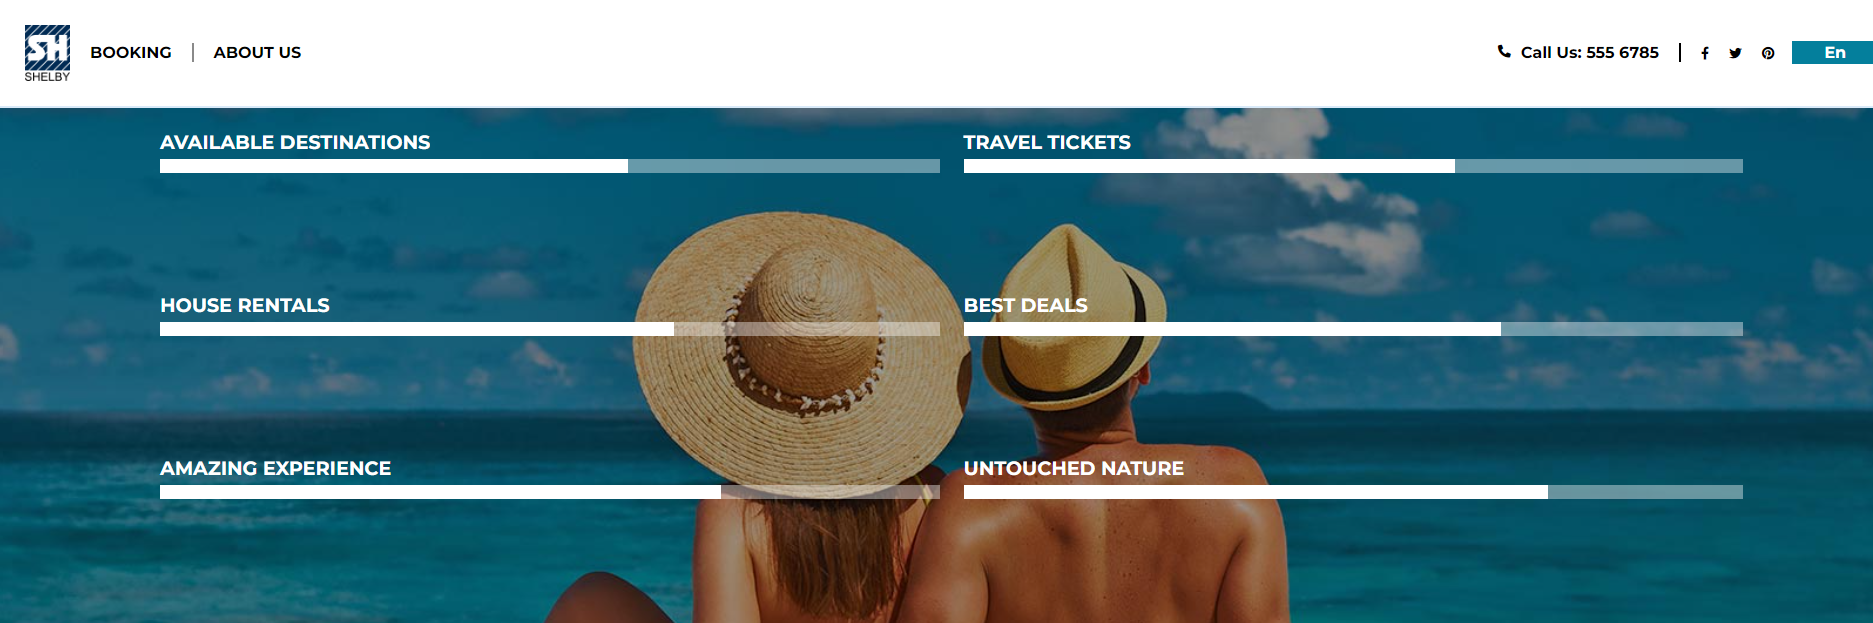 SH
SHELBY
BOOKING
ABOUT US
Call Us: 555 6785
En
AVAILABLE DESTINATIONS
TRAVEL TICKETS
HOUSE RENTALS
BEST DEALS
AMAZING EXPERIENCE
UNTOUCHED NATURE